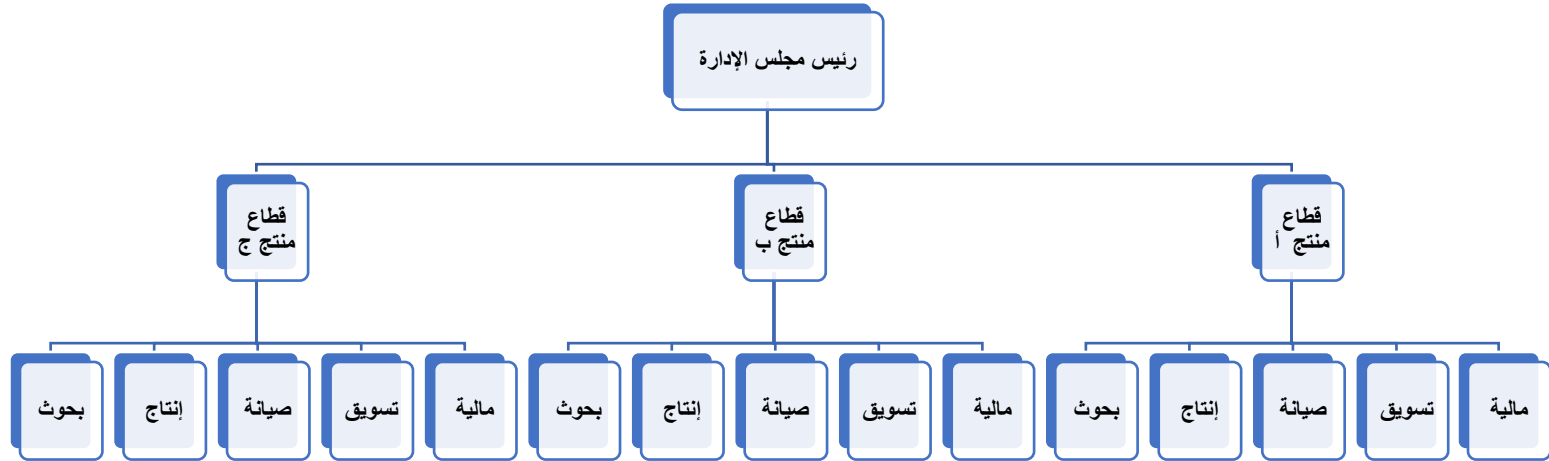 رئيس مجلس الإدارة
قطاع
منتج أ
قطاع
منتج ب
قطاع
منتج ج
مالية
تسويق
صيانة
إنتاج
بحوث
مالية
تسويق
صيانة
إنتاج
بحوث
مالية
تسويق
صيانة
إنتاج
بحوث